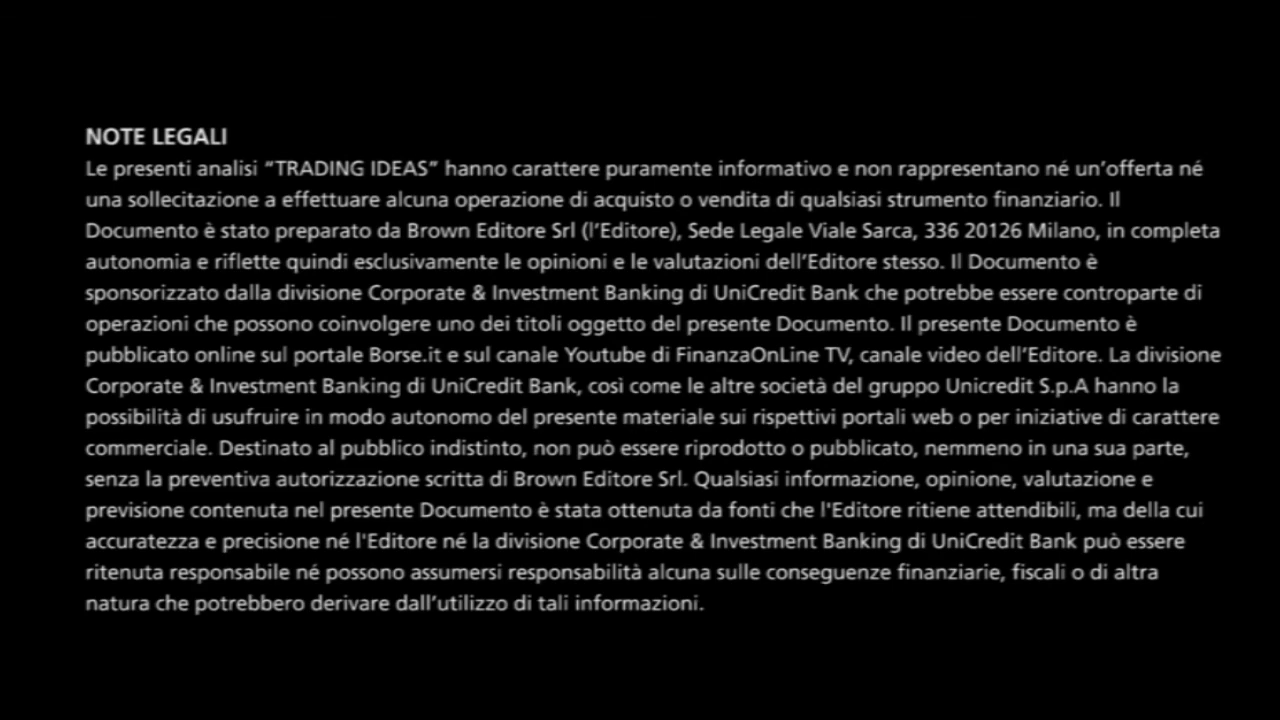 NOTE LEGALI
Le presenti analisi “TRADING IDEAS” hanno carattere puramente informativo e non rappresentano né un’offerta né
una sollecitazione a effettuare alcuna operazione di acquisto o vendita di qualsiasi strumento finanziario. Il
Documento è stato preparato da Brown Editore Srl (l’Editore), Sede Legale Viale Sarca, 336 20126 Milano, in completa
autonomia e riflette quindi esclusivamente le opinioni e le valutazioni dell’Editore stesso. Il Documento è
sponsorizzato dalla divisione Corporate & Investment Banking di UniCredit Bank che potrebbe essere controparte di
operazioni che possono coinvolgere uno dei titoli oggetto del presente Documento. Il presente Documento è
pubblicato online sul portale Borse.it e sul canale Youtube di FinanzaOnLine TV, canale video dell’Editore. La divisione
Corporate & Investment Banking di UniCredit Bank, così come le altre società del gruppo Unicredit S.p.A hanno la
possibilità di usufruire in modo autonomo del presente materiale sui rispettivi portali web o per iniziative di carattere
commerciale. Destinato al pubblico indistinto, non può essere riprodotto o pubblicato, nemmeno in una sua parte,
senza la preventiva autorizzazione scritta di Brown Editore Srl. Qualsiasi informazione, opinione, valutazione e
previsione contenuta nel presente Documento è stata ottenuta da fonti che l'Editore ritiene attendibili, ma della cui
accuratezza e precisione né l'Editore né la divisione Corporate & Investment Banking di UniCredit Bank può essere
ritenuta responsabile né possono assumersi responsabilità alcuna sulle conseguenze finanziarie, fiscali o di altra
natura che potrebbero derivare dall’utilizzo di tali informazioni.